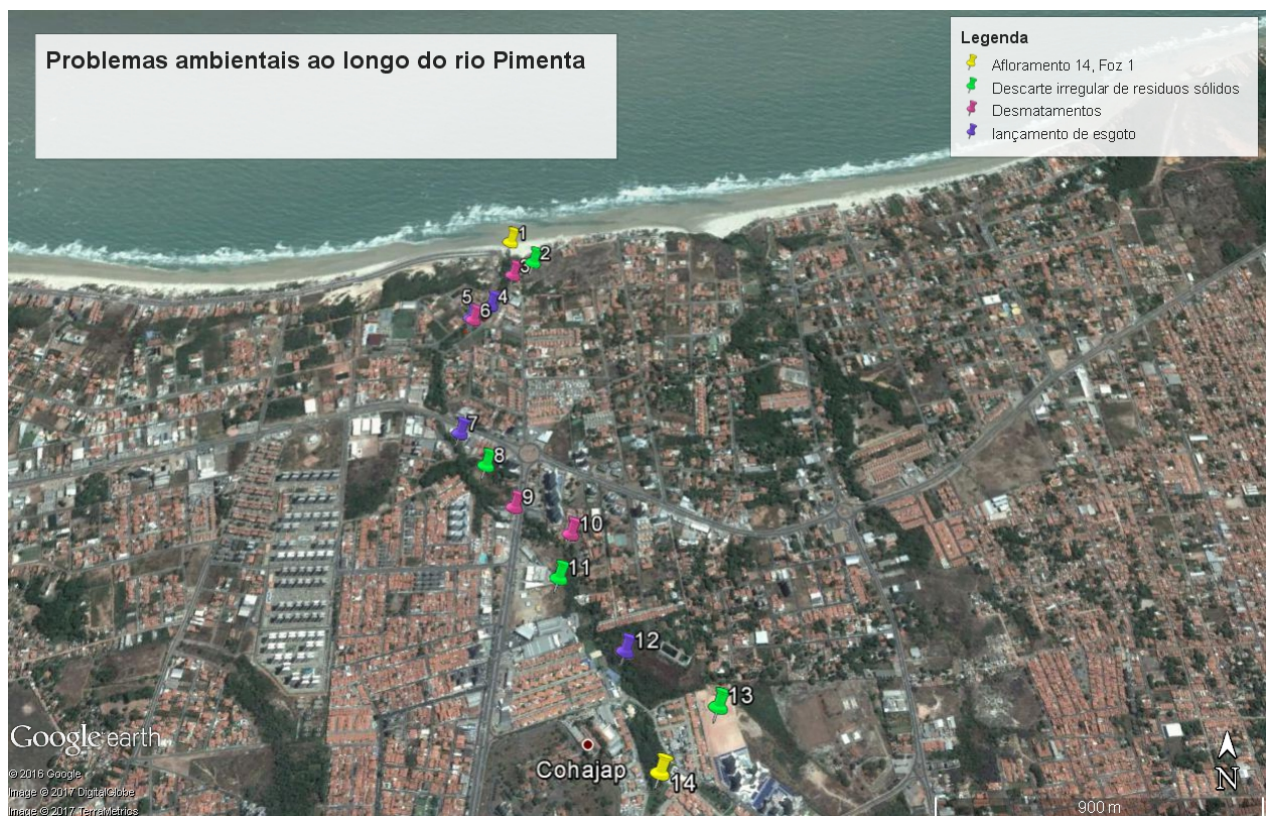 Problemas ambientais ao longo do rio Pimenta
Legenda
Afloramento 14, Foz 1
Descarte irregular de residuos sólidos
Desmatamentos
lançamento de esgoto
1
2
3
4
5
6
7
8
9
10
11
12
13
14
Cohajap
Google earth
© 2016 Google
Image © 2017 DigitalGlobe
Image © 2017 TerraMetrics
N
900 m